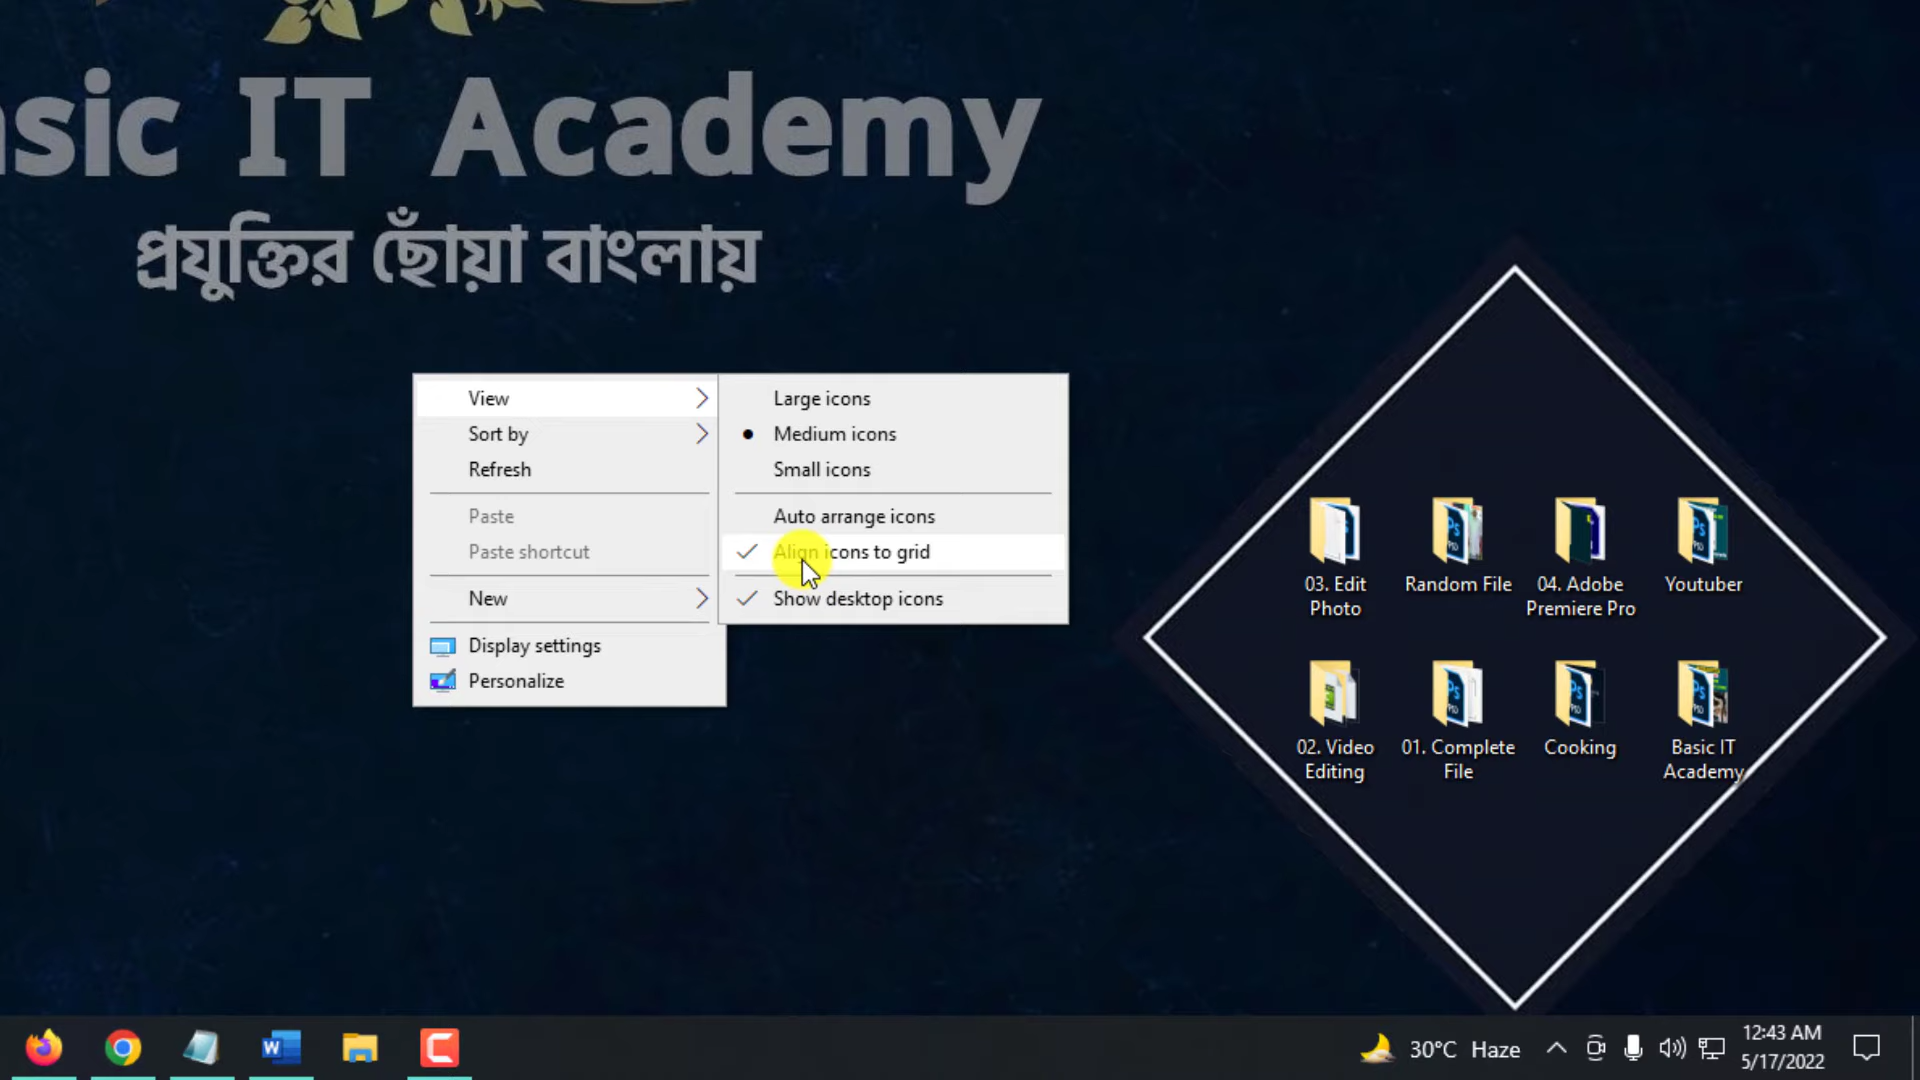 asic IT Academy
প্রযুক্তির ছোঁয়া বাংলায়
View
Sort by
Refresh
Paste
Paste shortcut
New
Display settings
Personalize
Large icons
Medium icons
Small icons
Auto arrange icons
Align icons to grid
Show desktop icons
03. Edit
Photo
Random File
04. Adobe
Premiere Pro
Youtuber
02. Video
Editing
01. Complete
File
Cooking
Basic IT
Academy
30°C Haze
12:43 AM
5/17/2022